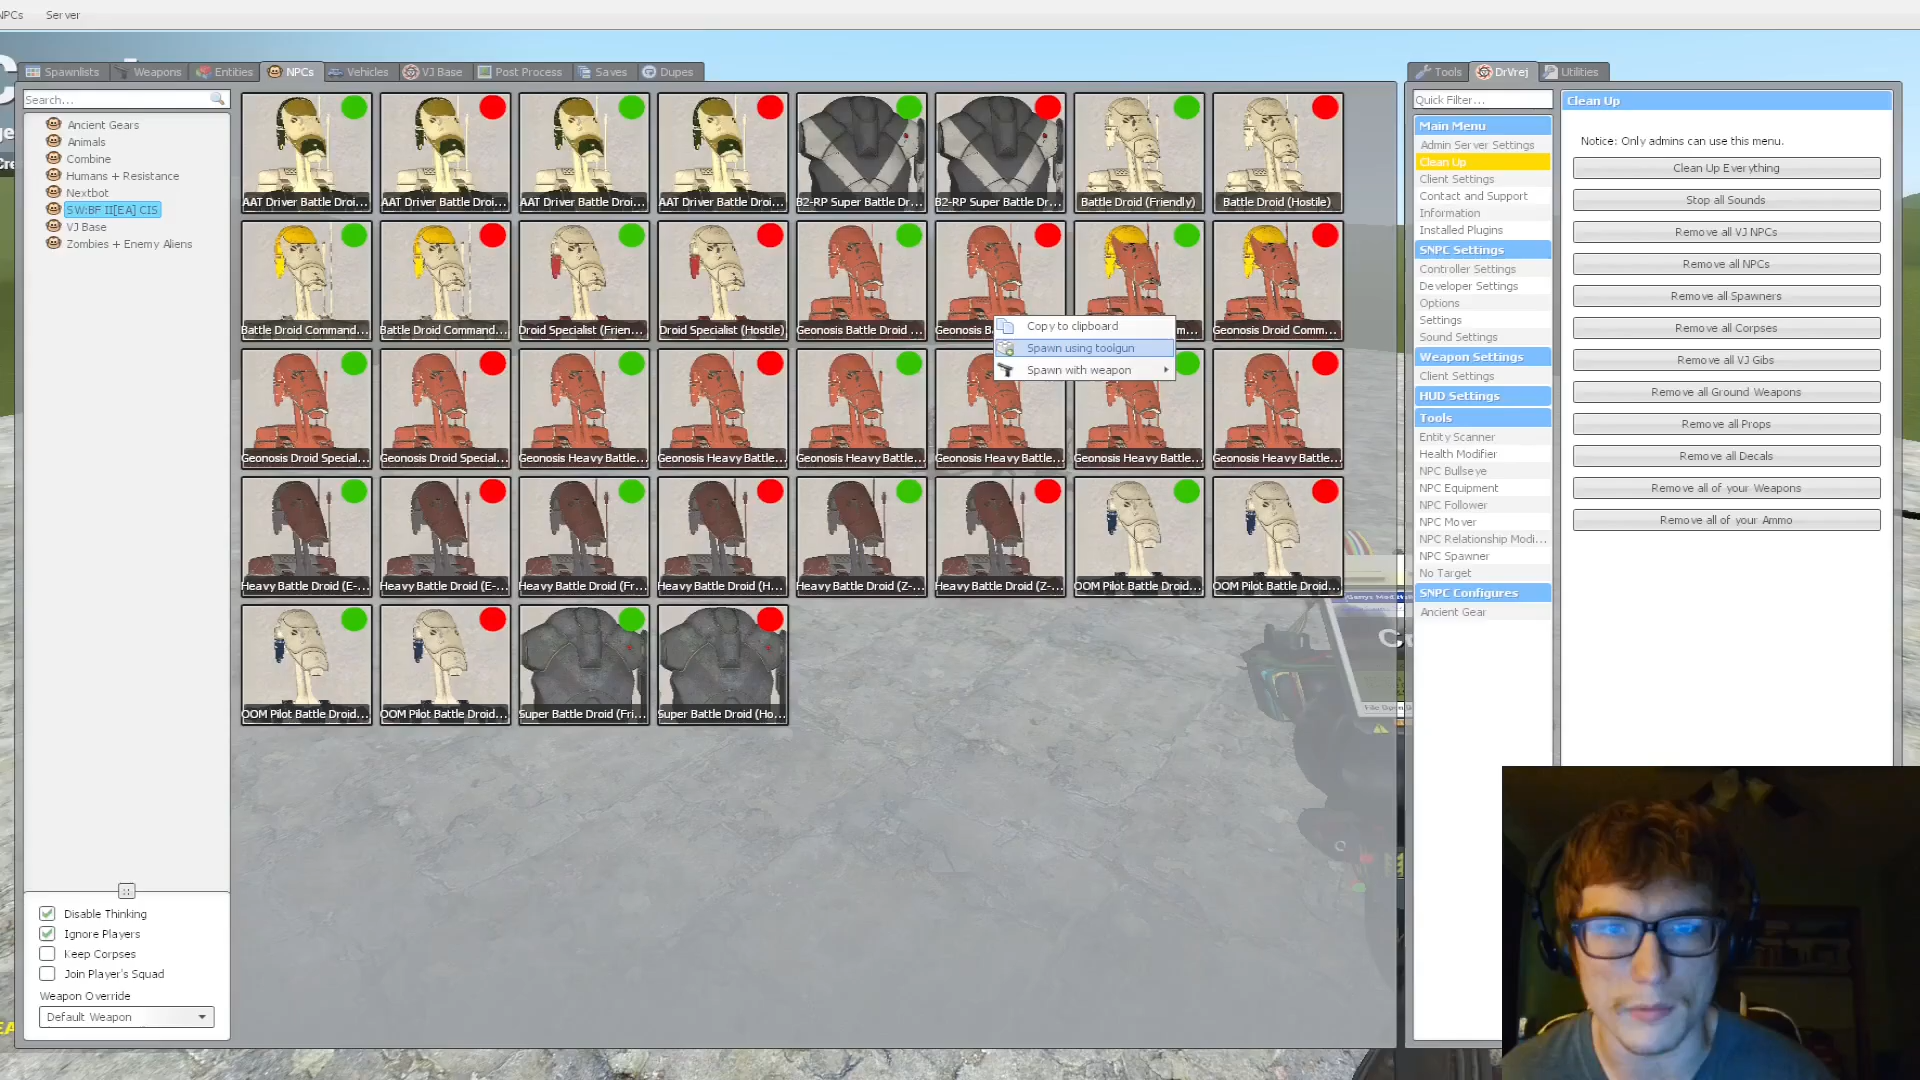 NPCs Server
Spawnlists Weapons Entities NPCs Vehicles VJ Base Post Process Saves Dupes
Tools DrVrej Utilities
Search...
Ancient Gears
Animals
Combine
Humans + Resistance
Nextbot
SW:BF II[EA] CIS
VJ Base
Zombies + Enemy Aliens
AAT Driver Battle Droi... AAT Driver Battle Droi... AAT Driver Battle Droi... AAT Driver Battle Droi... B2-RP Super Battle Dr... B2-RP Super Battle Dr... Battle Droid (Friendly) Battle Droid (Hostile)
Battle Droid Command... Battle Droid Command... Droid Specialist (Frien... Droid Specialist (Hostile) Geonosis Battle Droid ... Geonosis B Geonosis Droid Comm...
Copy to clipboard
Spawn using toolgun
Spawn with weapon
Geonosis Droid Special... Geonosis Droid Special... Geonosis Heavy Battle... Geonosis Heavy Battle... Geonosis Heavy Battle... Geonosis Heavy Battle... Geonosis Heavy Battle... Geonosis Heavy Battle...
Heavy Battle Droid (E-... Heavy Battle Droid (E-... Heavy Battle Droid (Fr... Heavy Battle Droid (H... Heavy Battle Droid (Z-... Heavy Battle Droid (Z-... OOM Pilot Battle Droid... OOM Pilot Battle Droid...
OOM Pilot Battle Droid... OOM Pilot Battle Droid... Super Battle Droid (Fri... Super Battle Droid (Ho...
Disable Thinking
Ignore Players
Keep Corpses
Join Player's Squad
Weapon Override
Default Weapon
Quick Filter...
Main Menu
Admin Server Settings
Clean Up
Client Settings
Contact and Support
Information
Installed Plugins
SNPC Settings
Controller Settings
Developer Settings
Options
Settings
Sound Settings
Weapon Settings
Client Settings
HUD Settings
Tools
Entity Scanner
Health Modifier
NPC Bullseye
NPC Equipment
NPC Follower
NPC Mover
NPC Relationship Modi...
NPC Spawner
No Target
SNPC Configures
Ancient Gear
Clean Up
Notice: Only admins can use this menu.
Clean Up Everything
Stop all Sounds
Remove all VJ NPCs
Remove all NPCs
Remove all Spawners
Remove all Corpses
Remove all VJ Gibs
Remove all Ground Weapons
Remove all Props
Remove all Decals
Remove all of your Weapons
Remove all of your Ammo